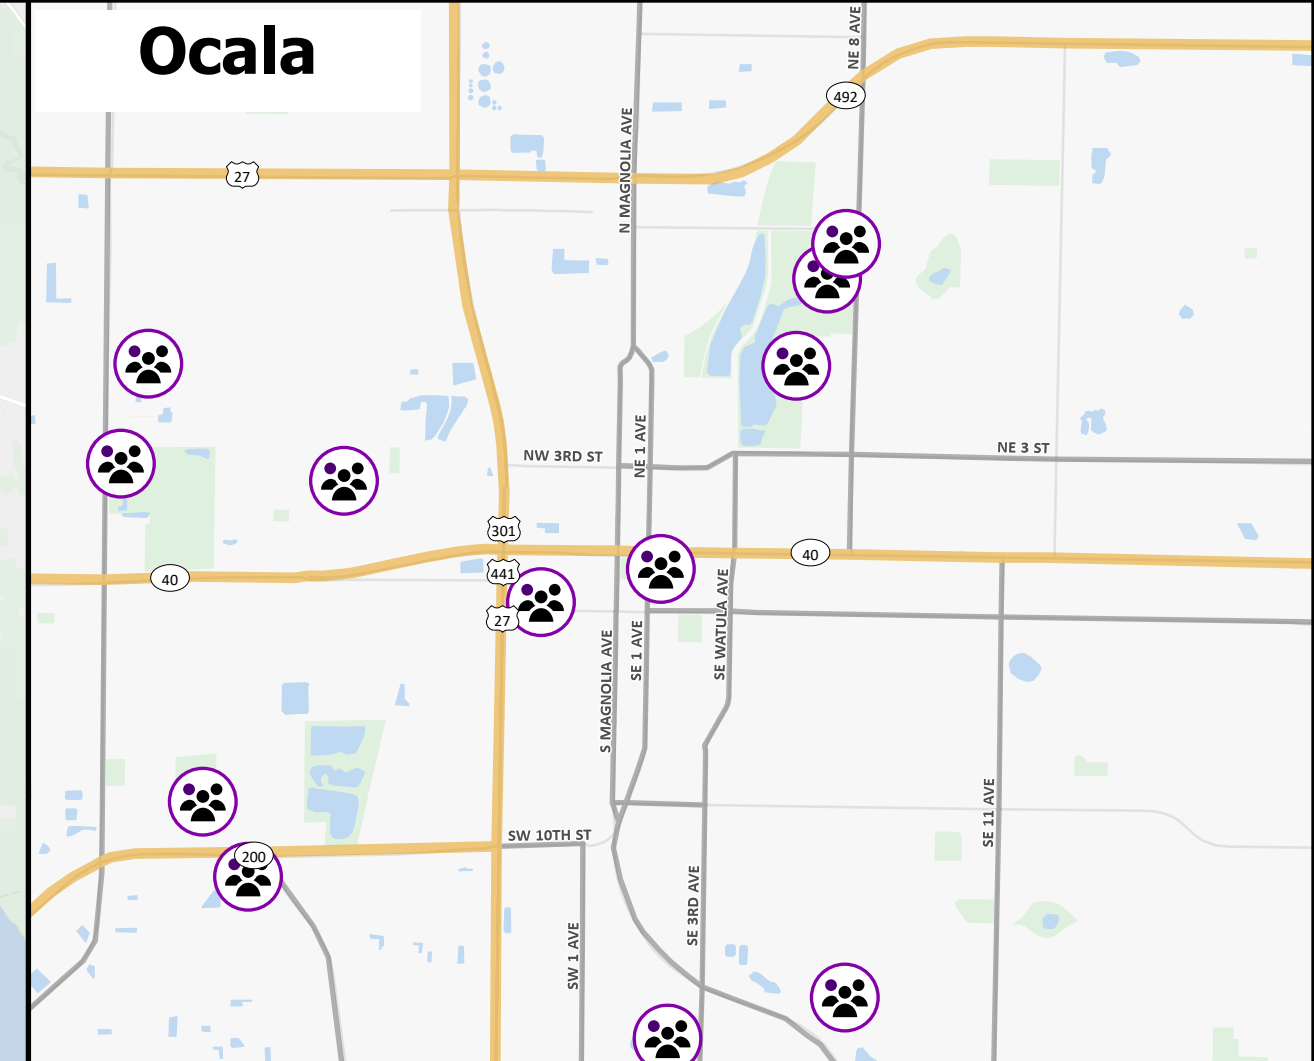 Ocala
NE 8 AVE
492
N MAGNOLIA AVE
27
NE 1 AVE
NW 3RD ST
NE 3 ST
301
40
40
441
27
SE WATULA AVE
SE 1 AVE
S MAGNOLIA AVE
SE 11 AVE
SW 10TH ST
200
SE 3RD AVE
SW 1 AVE